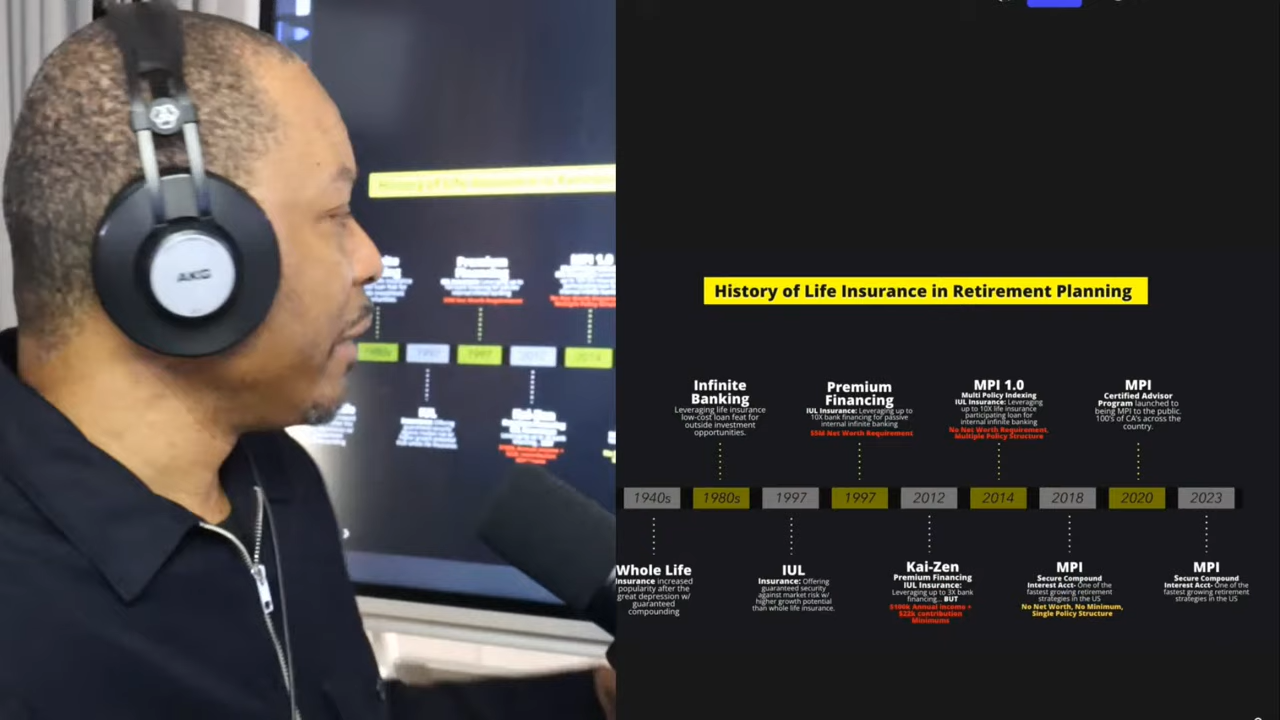 AKG
History of Life Insurance in Retirement Planning
Infinite
Banking
Leveraging life insurance
low-cost loan feat for
outside investment
opportunities.
Premium
Financing
IUL Insurance: Leveraging up to
10X bank financing for passive
internal infinite banking
$5M Net Worth Requirement
MPI 1.0
Multi Policy Indexing
IUL Insurance: Leveraging
up to 10X life insurance
participating loan for
internal infinite banking
No Net Worth Requirement,
Multiple Policy Structure
MPI
Certified Advisor
Program launched to
being MPI to the public.
100's of CA's across the
country.
1940s
1980s
1997
1997
2012
2014
2018
2020
2023
Whole Life
Insurance increased
popularity after the
great depression w/
guaranteed
compounding
IUL
Insurance: Offering
guaranteed security
against market risk w/
higher growth potential
than whole life insurance.
Kai-Zen
Premium Financing
IUL Insurance:
Leveraging up to 3X bank
financing... BUT
$100k Annual income +
$22k contribution
Minimums
MPI
Secure Compound
Interest Acct- One of the
fastest growing retirement
strategies in the US
No Net Worth, No Minimum,
Single Policy Structure
MPI
Secure Compound
Interest Acct- One of the
fastest growing retirement
strategies in the US